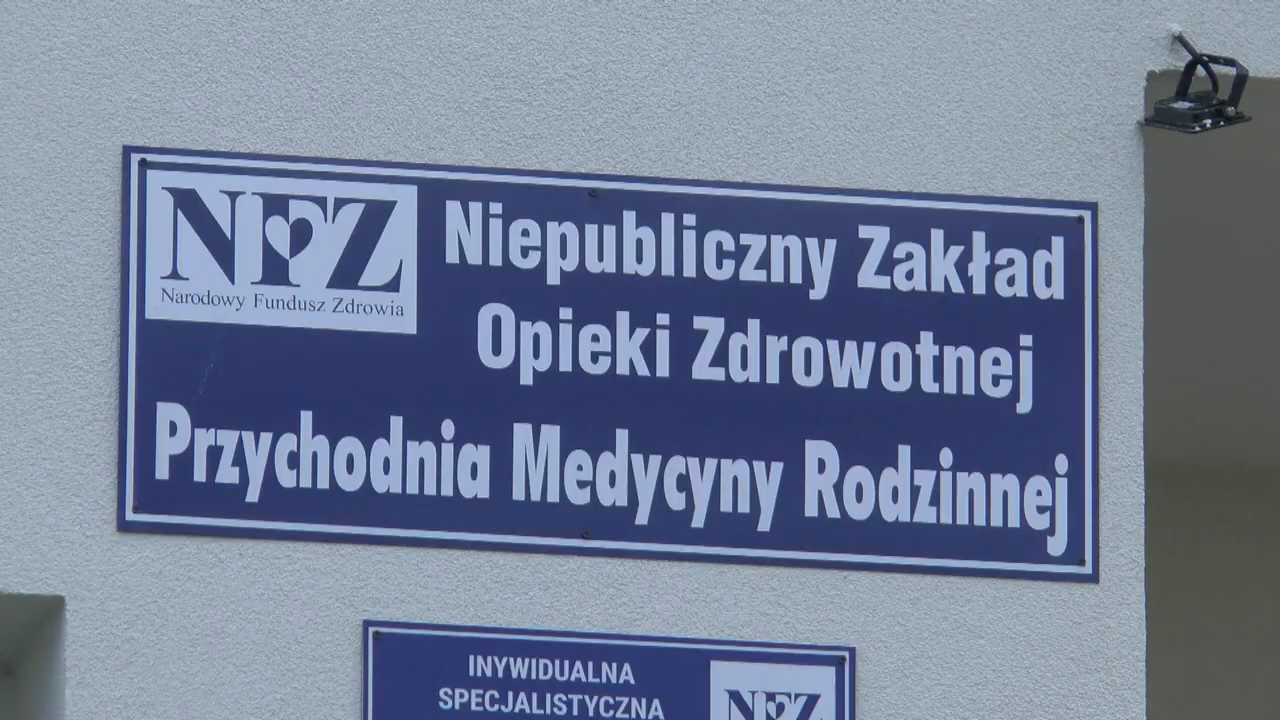 NFZ
Narodowy Fundusz Zdrowia
Niepubliczny Zakład
Opieki Zdrowotnej
Przychodnia Medycyny Rodzinnej
INYWIDUALNA
SPECJALISTYCZNA
NFZ